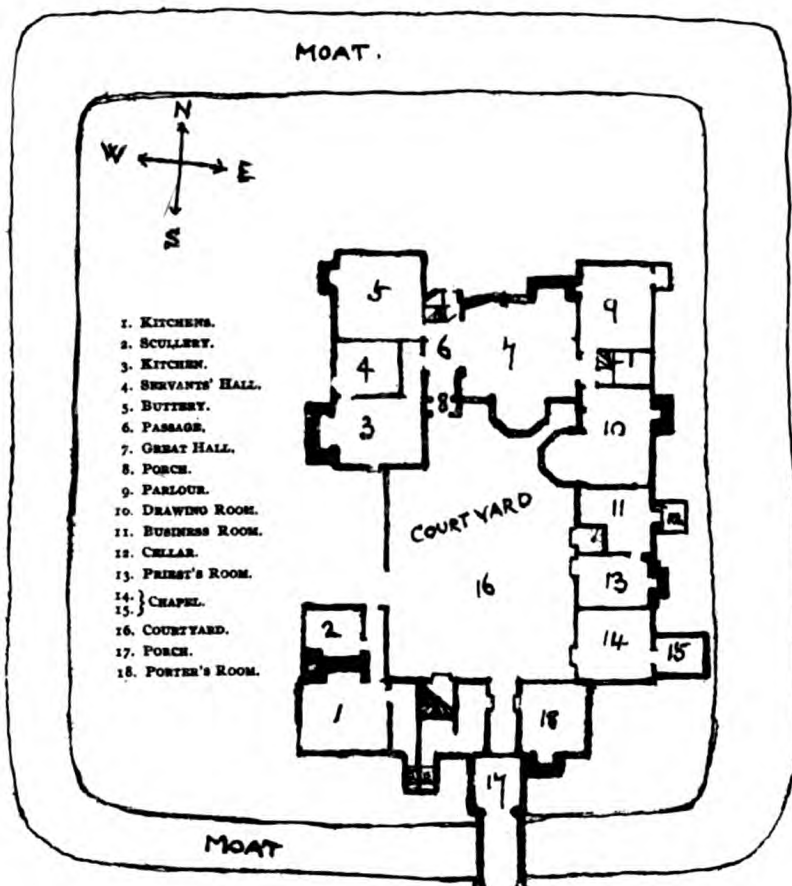 MOAT.
N
W E
S
1. KITCHENS.
2. SCULLERY.
3. KITCHEN.
4. SERVANTS' HALL.
5. BUTTERY.
6. PASSAGE.
7. GREAT HALL.
8. PORCH.
9. PARLOUR.
10. DRAWING ROOM.
11. BUSINESS ROOM.
12. CELLAR.
13. PRIEST'S ROOM
14. } CHAPEL.
15.
16. COURTYARD.
17. PORCH.
18. PORTER'S ROOM.
5
6
7
9
4
8
3
10
COURTYARD
11
12
16
13
2
14
15
1
18
17
MOAT